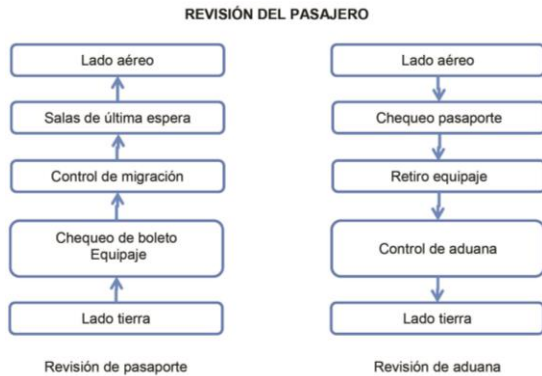 REVISIÓN DEL PASAJERO
Lado aéreo
Salas de última espera
Control de migración
Chequeo de boleto
Equipaje
Lado tierra
Revisión de pasaporte
Lado aéreo
Chequeo pasaporte
Retiro equipaje
Control de aduana
Lado tierra
Revisión de aduana